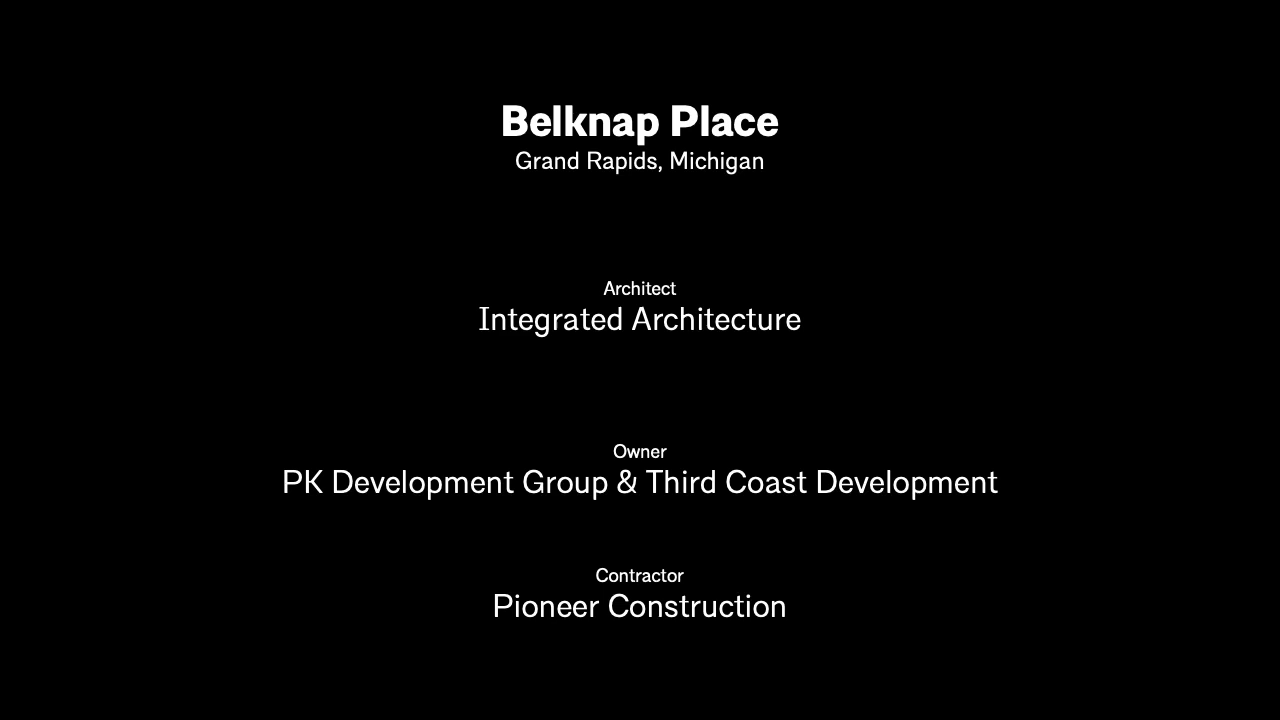 Belknap Place
Grand Rapids, Michigan
Architect
Integrated Architecture
Owner
PK Development Group & Third Coast Development
Contractor
Pioneer Construction